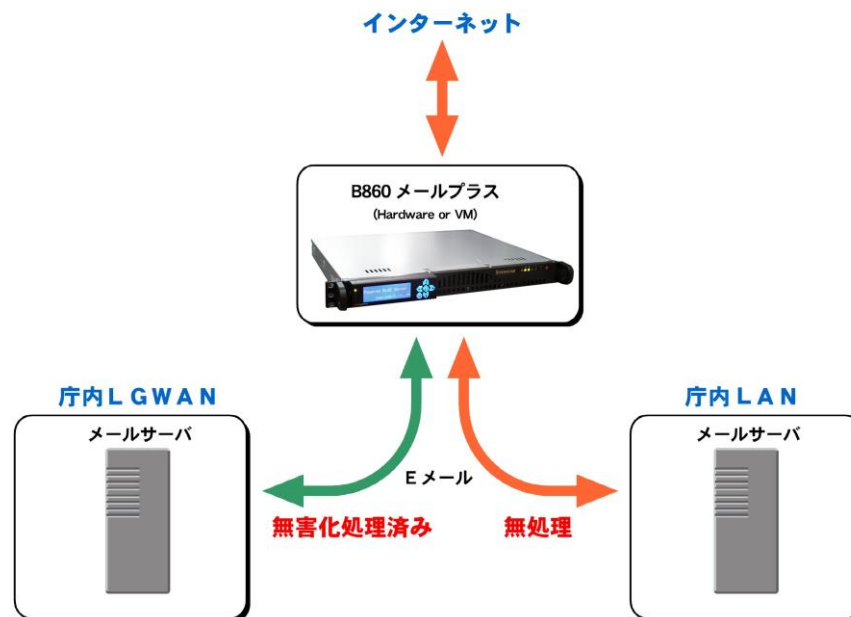 インターネット
B860 メールプラス
(Hardware or VM)
庁内LGWAN
庁内LAN
メールサーバ
メールサーバ
Eメール
無害化処理済み
無処理